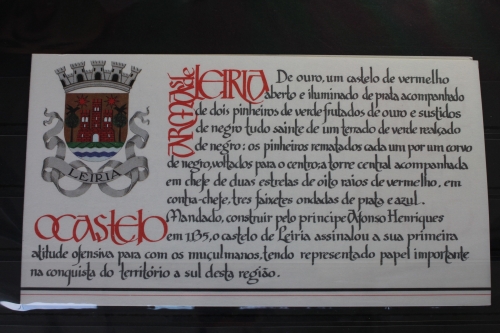 LEIRIA
ARMAS de
LEIRIA
De ouro, um castelo de vermelho
aberto e iluminado de prata acompanhado
de dois pinheiros de verde frutados de ouro e sustidos
de negro tudo sainte de um terrado de verde realçado
de negro: os pinheiros rematados cada um por um corvo
de negro, voltados para o centro; a torre central acompanhada
em chefe de duas estrelas de oito raios de vermelho, em
contra-chefe, tres faixetes ondadas de prata e azul.
O CASTELO
Mandado, construir pelo principe Afonso Henriques
em 1135, o castelo de Leiria assinalou a sua primeira
atitude ofensiva para com os muçulmanos, tendo representado papel importante
na conquista do território a sul desta região.